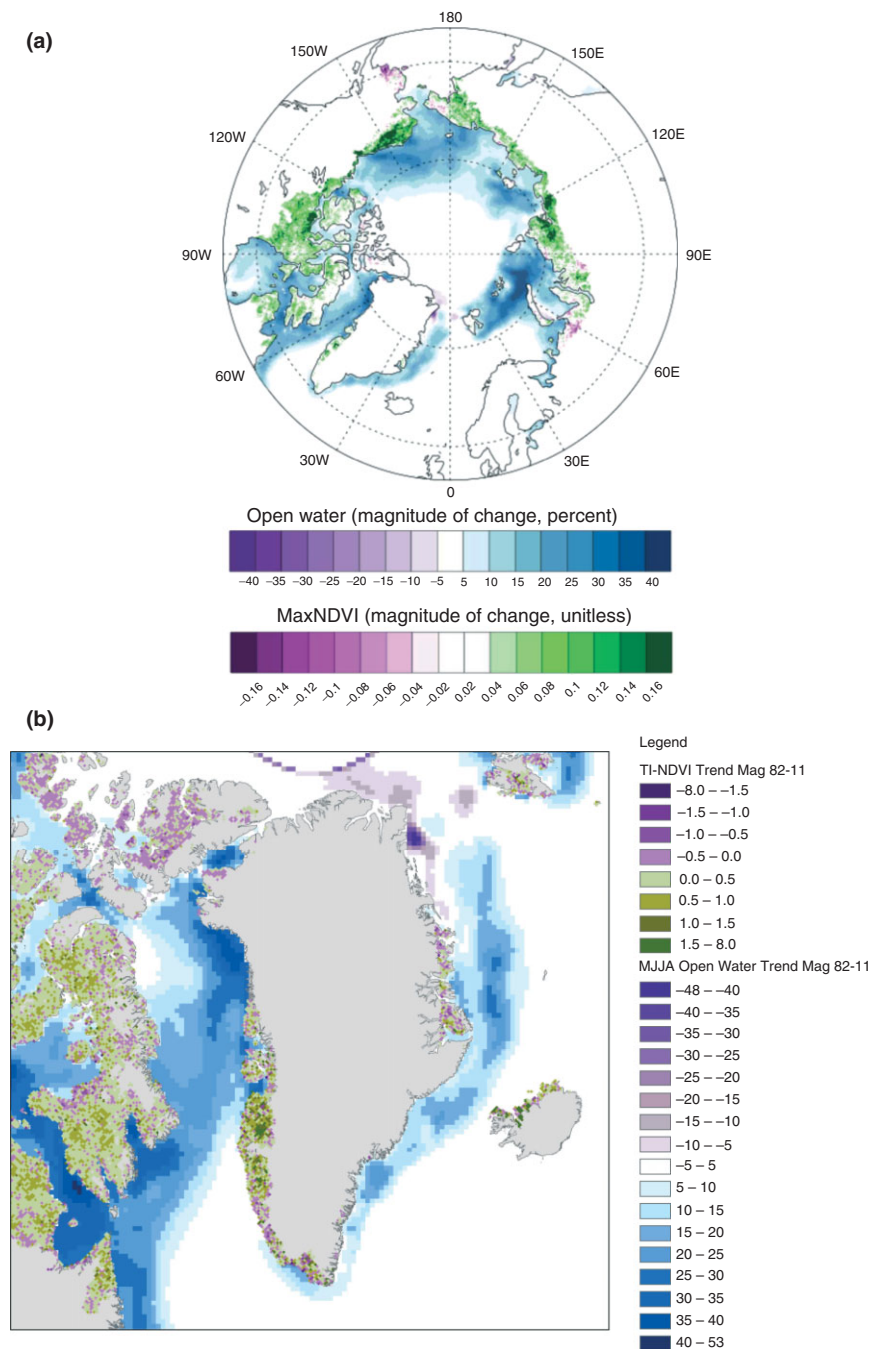 (a)
180
150W
150E
120W
120E
90W
90E
60W
60E
30W
30E
0
Open water (magnitude of change, percent)
−40 −35 −30 −25 −20 −15 −10 −5 5 10 15 20 25 30 35 40
MaxNDVI (magnitude of change, unitless)
−0.16 −0.14 −0.12 −0.1 −0.08 −0.06 −0.04 −0.02 0.02 0.04 0.06 0.08 0.1 0.12 0.14 0.16
(b)
Legend
TI-NDVI Trend Mag 82-11
−8.0 – −1.5
−1.5 – −1.0
−1.0 – −0.5
−0.5 – 0.0
0.0 – 0.5
0.5 – 1.0
1.0 – 1.5
1.5 – 8.0
MJJA Open Water Trend Mag 82-11
−48 – −40
−40 – −35
−35 – −30
−30 – −25
−25 – −20
−20 – −15
−15 – −10
−10 – −5
−5 – 5
5 – 10
10 – 15
15 – 20
20 – 25
25 – 30
30 – 35
35 – 40
40 – 53